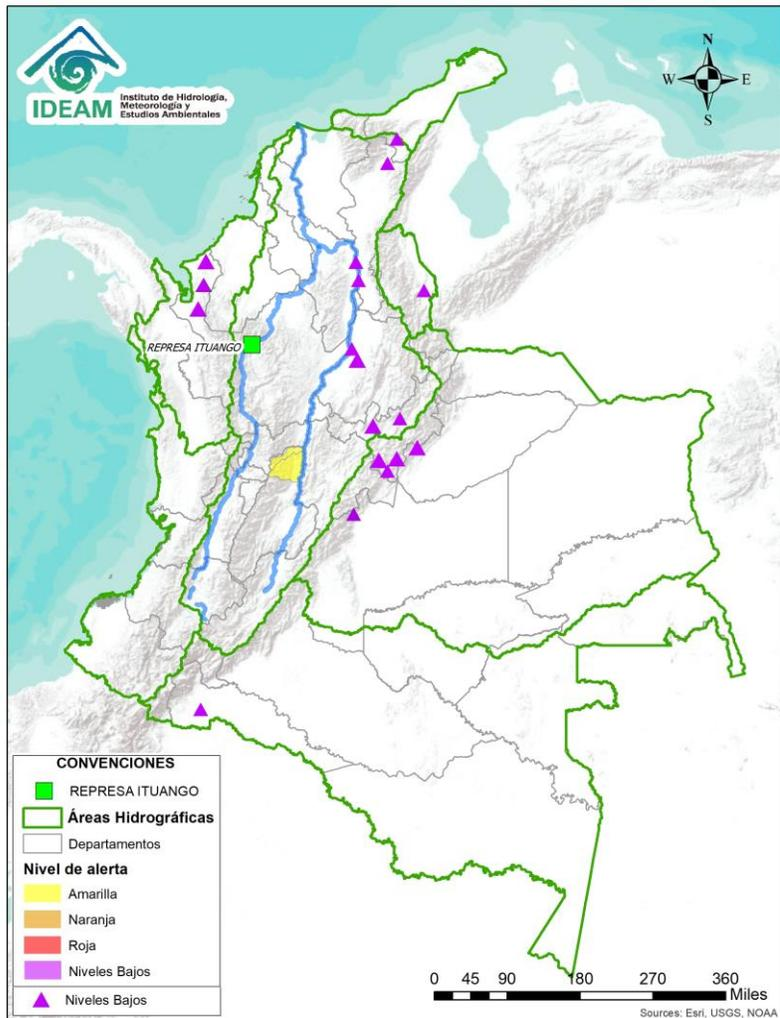 IDEAM
Instituto de Hidrología,
Meteorología y
Estudios Ambientales
N
W
E
S
REPRESA ITUANGO
CONVENCIONES
REPRESA ITUANGO
Áreas Hidrográficas
Departamentos
Nivel de alerta
Amarilla
Naranja
Roja
Niveles Bajos
Niveles Bajos
0 45 90 180 270 360
Miles
Sources: Esri, USGS, NOAA